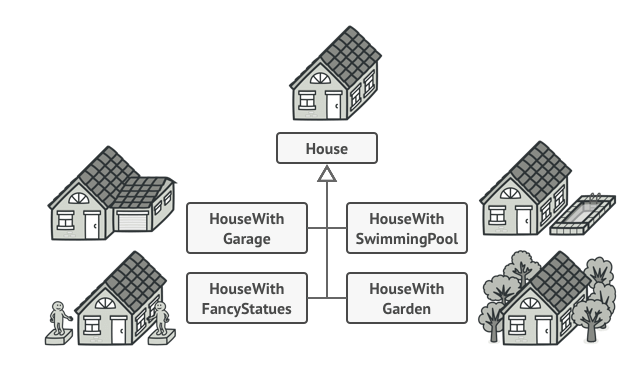 House
HouseWith
Garage
HouseWith
SwimmingPool
HouseWith
FancyStatues
HouseWith
Garden